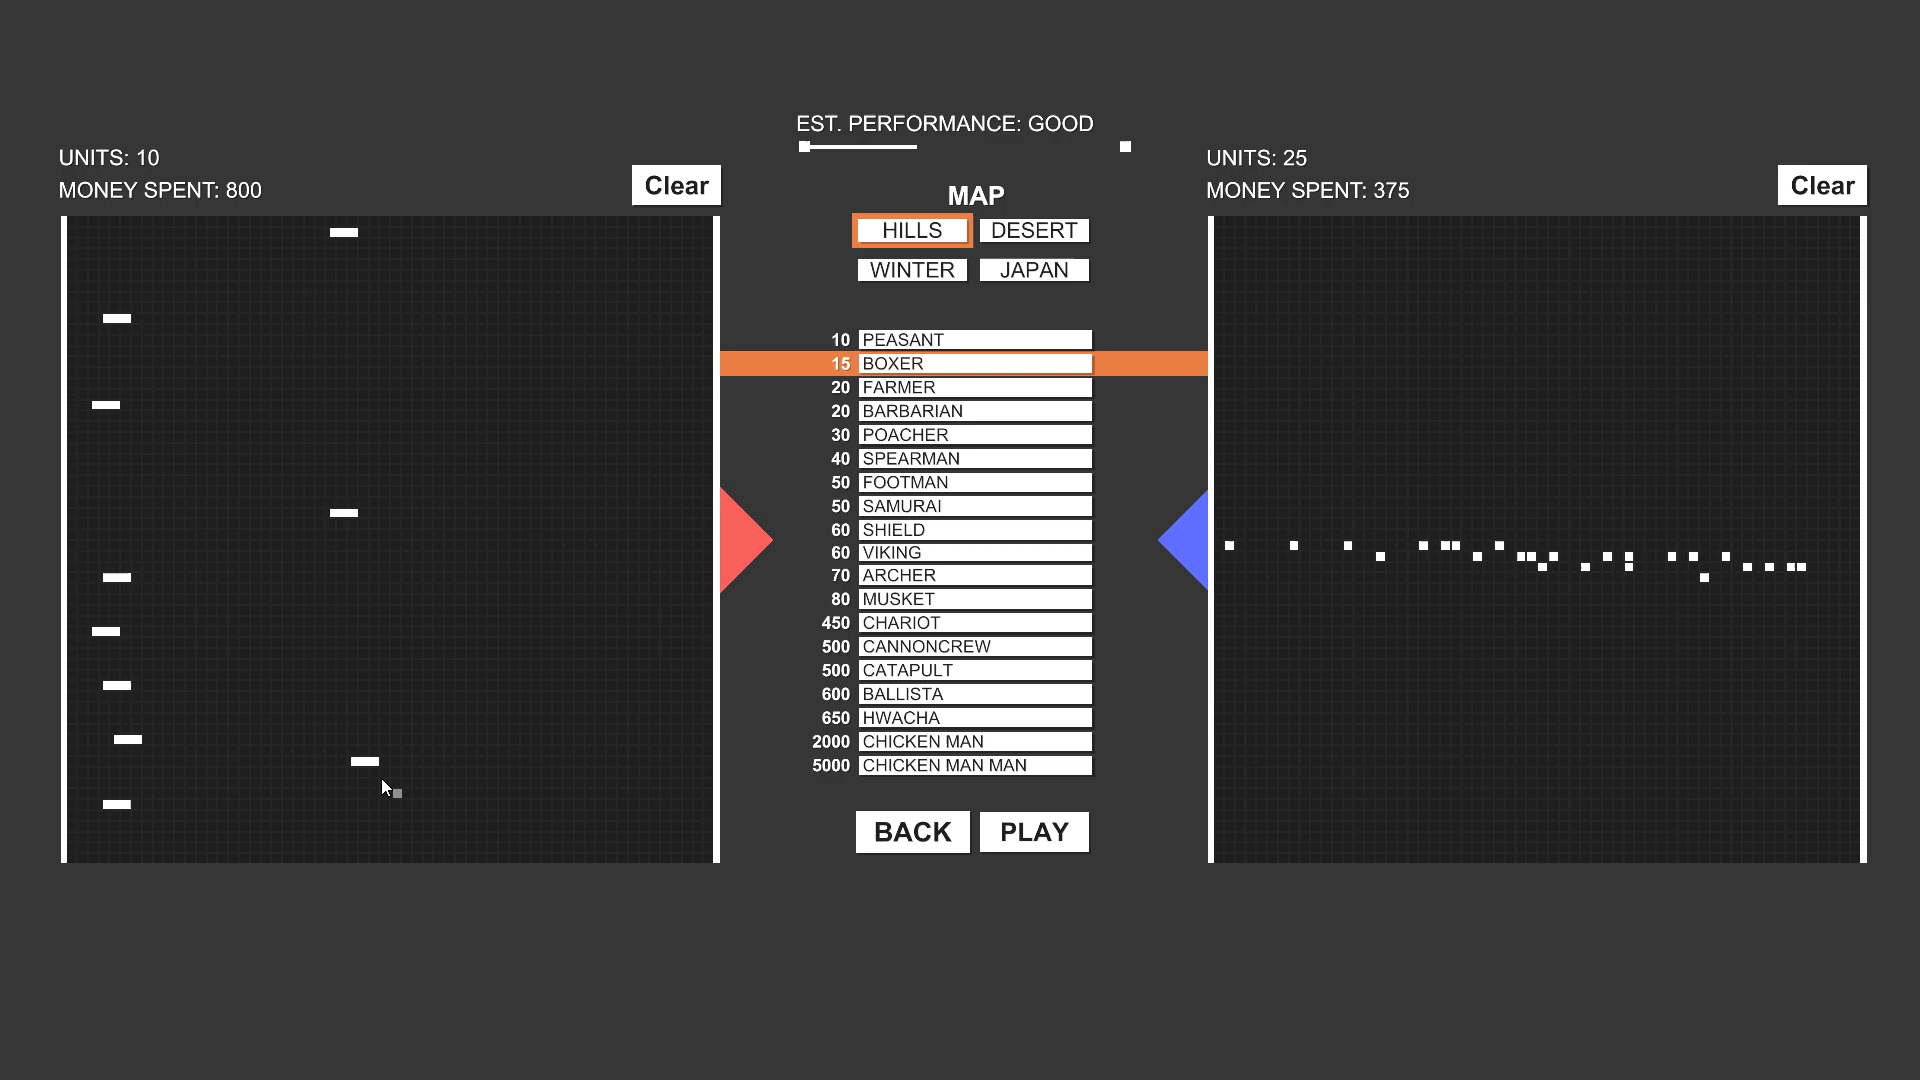 EST. PERFORMANCE: GOOD
UNITS: 10
MONEY SPENT: 800
Clear
UNITS: 25
MONEY SPENT: 375
Clear
MAP
HILLS DESERT
WINTER JAPAN
10 PEASANT
15 BOXER
20 FARMER
20 BARBARIAN
30 POACHER
40 SPEARMAN
50 FOOTMAN
50 SAMURAI
60 SHIELD
60 VIKING
70 ARCHER
80 MUSKET
450 CHARIOT
500 CANNONCREW
500 CATAPULT
600 BALLISTA
650 HWACHA
2000 CHICKEN MAN
5000 CHICKEN MAN MAN
BACK PLAY